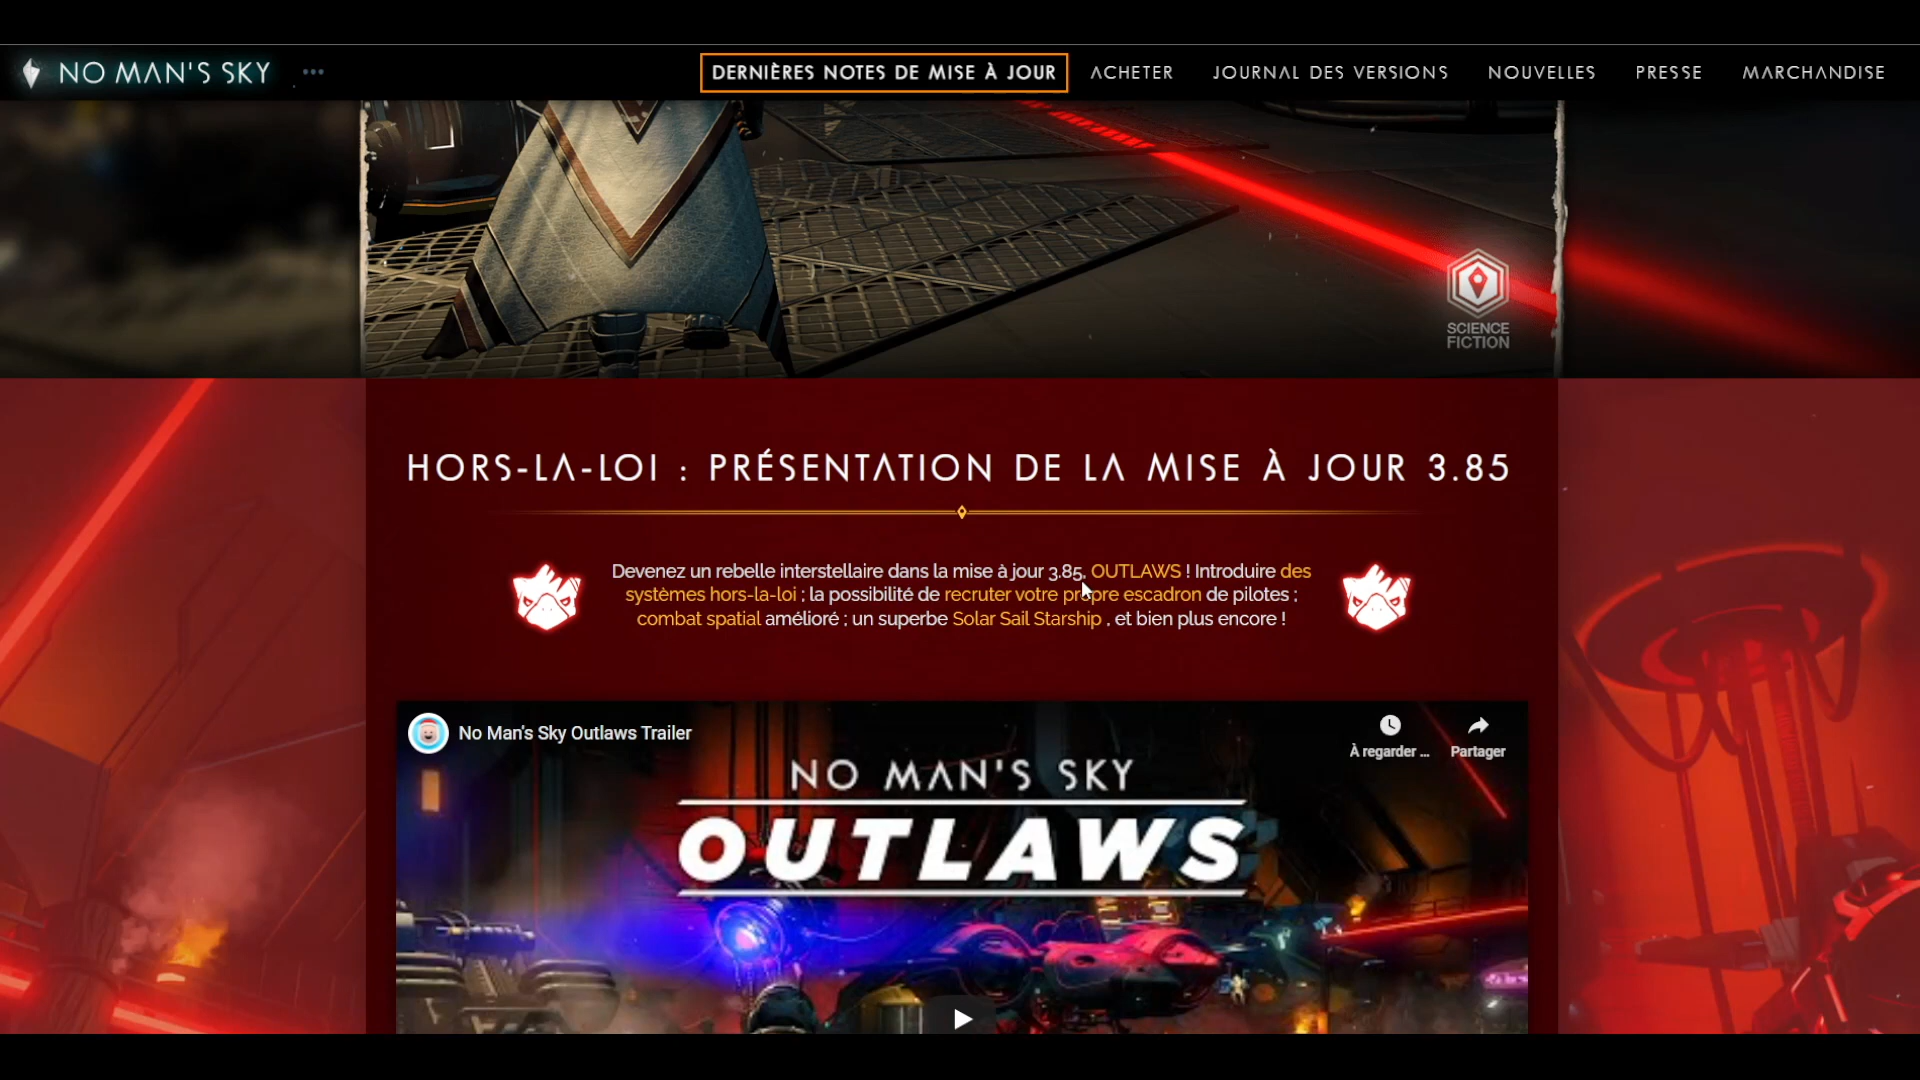 NO MAN'S SKY
DERNIÈRES NOTES DE MISE À JOUR
ACHETER
JOURNAL DES VERSIONS
NOUVELLES
PRESSE
MARCHANDISE
SCIENCE
FICTION
HORS-LA-LOI : PRÉSENTATION DE LA MISE À JOUR 3.85
Devenez un rebelle interstellaire dans la mise à jour 3.85, OUTLAWS ! Introduire des
systèmes hors-la-loi ; la possibilité de recruter votre propre escadron de pilotes ;
combat spatial amélioré ; un superbe Solar Sail Starship , et bien plus encore !
No Man's Sky Outlaws Trailer
À regarder ...
Partager
NO MAN'S SKY
OUTLAWS